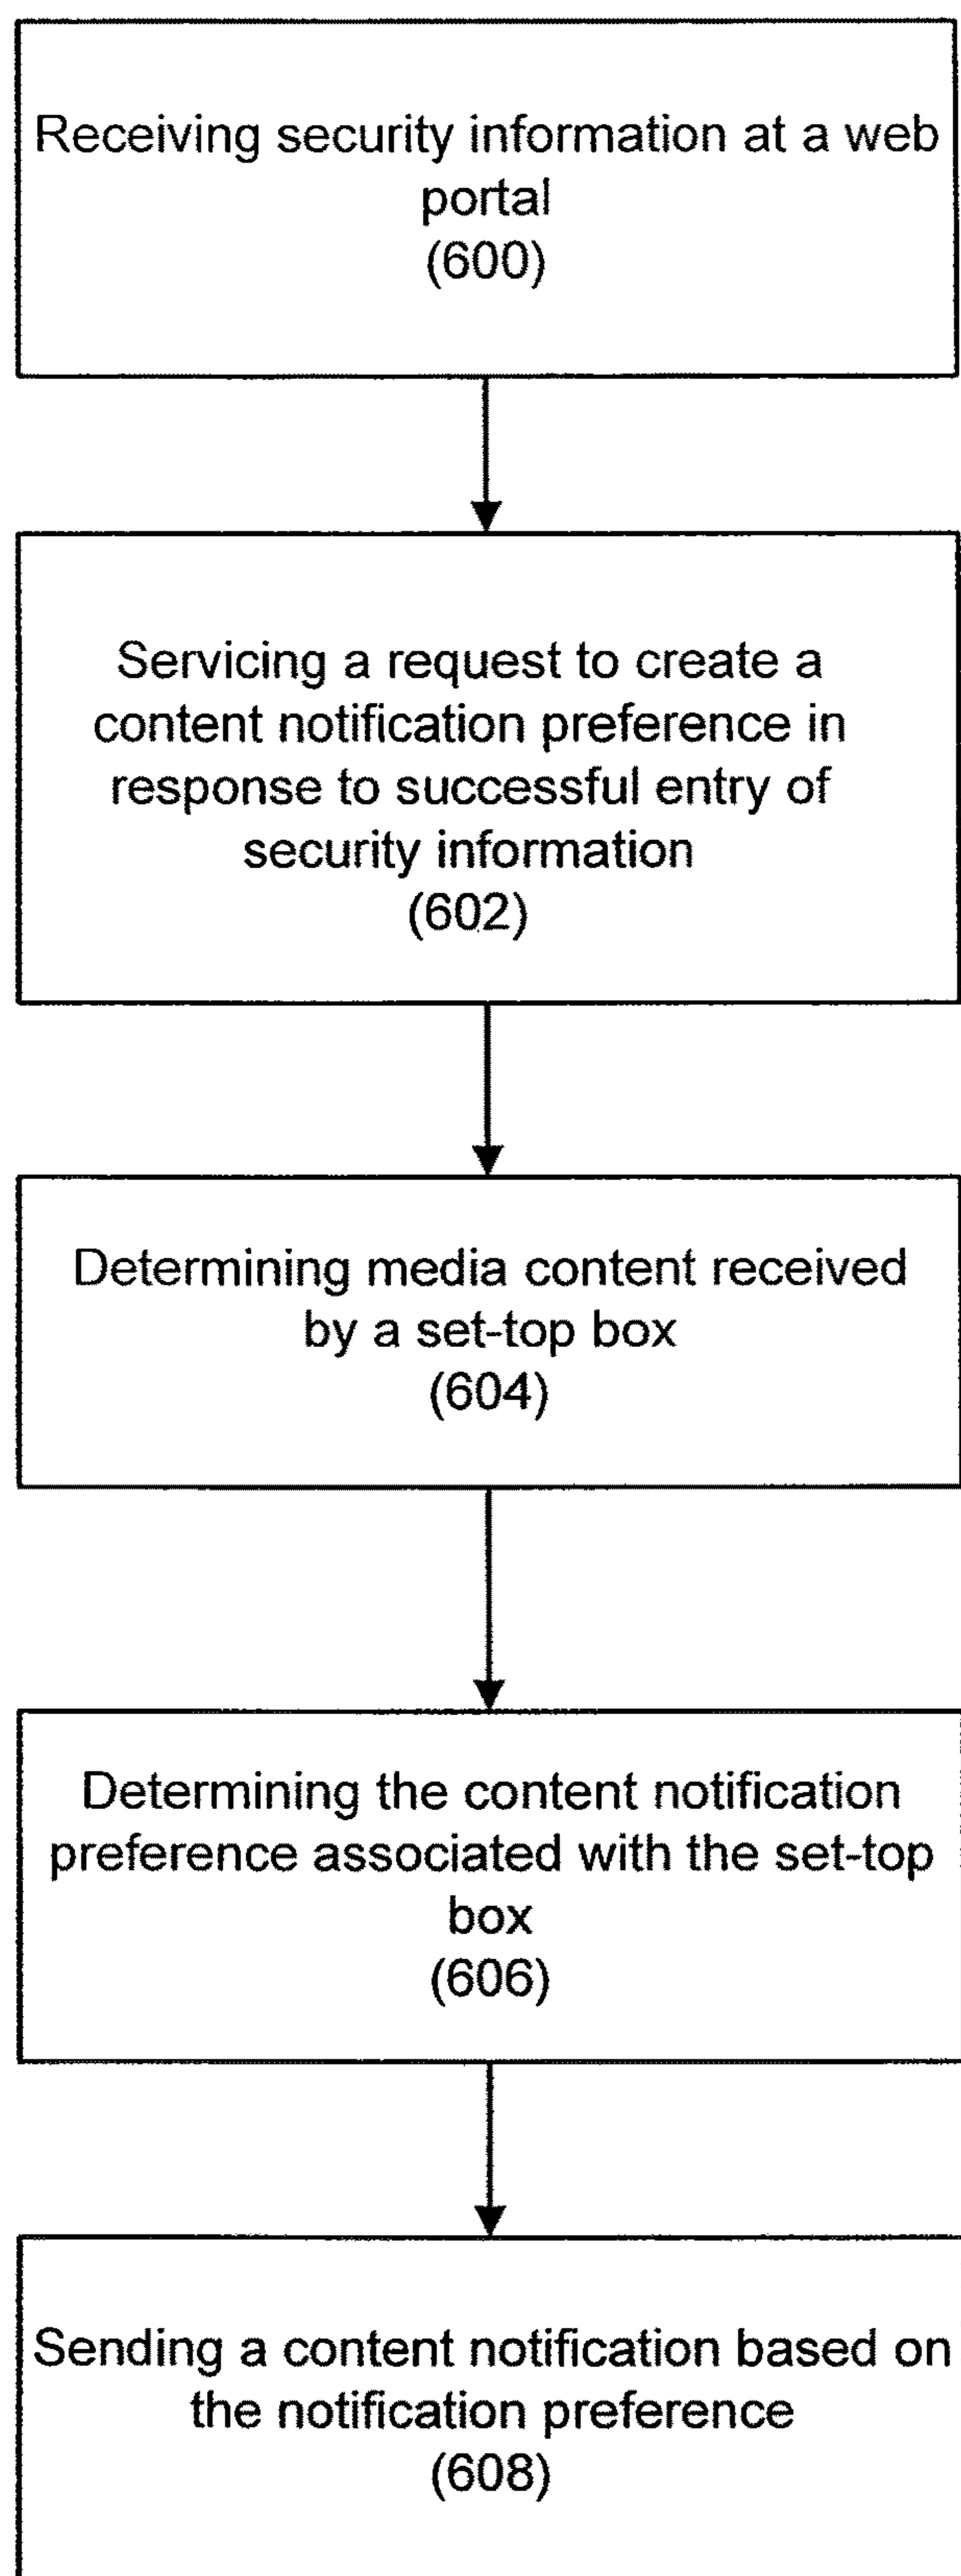 Receiving security information at a web
portal
(600)
Servicing a request to create a
content notification preference in
response to successful entry of
security information
(602)
Determining media content received
by a set-top box
(604)
Determining the content notification
preference associated with the set-top
box
(606)
Sending a content notification based on
the notification preference
(608)